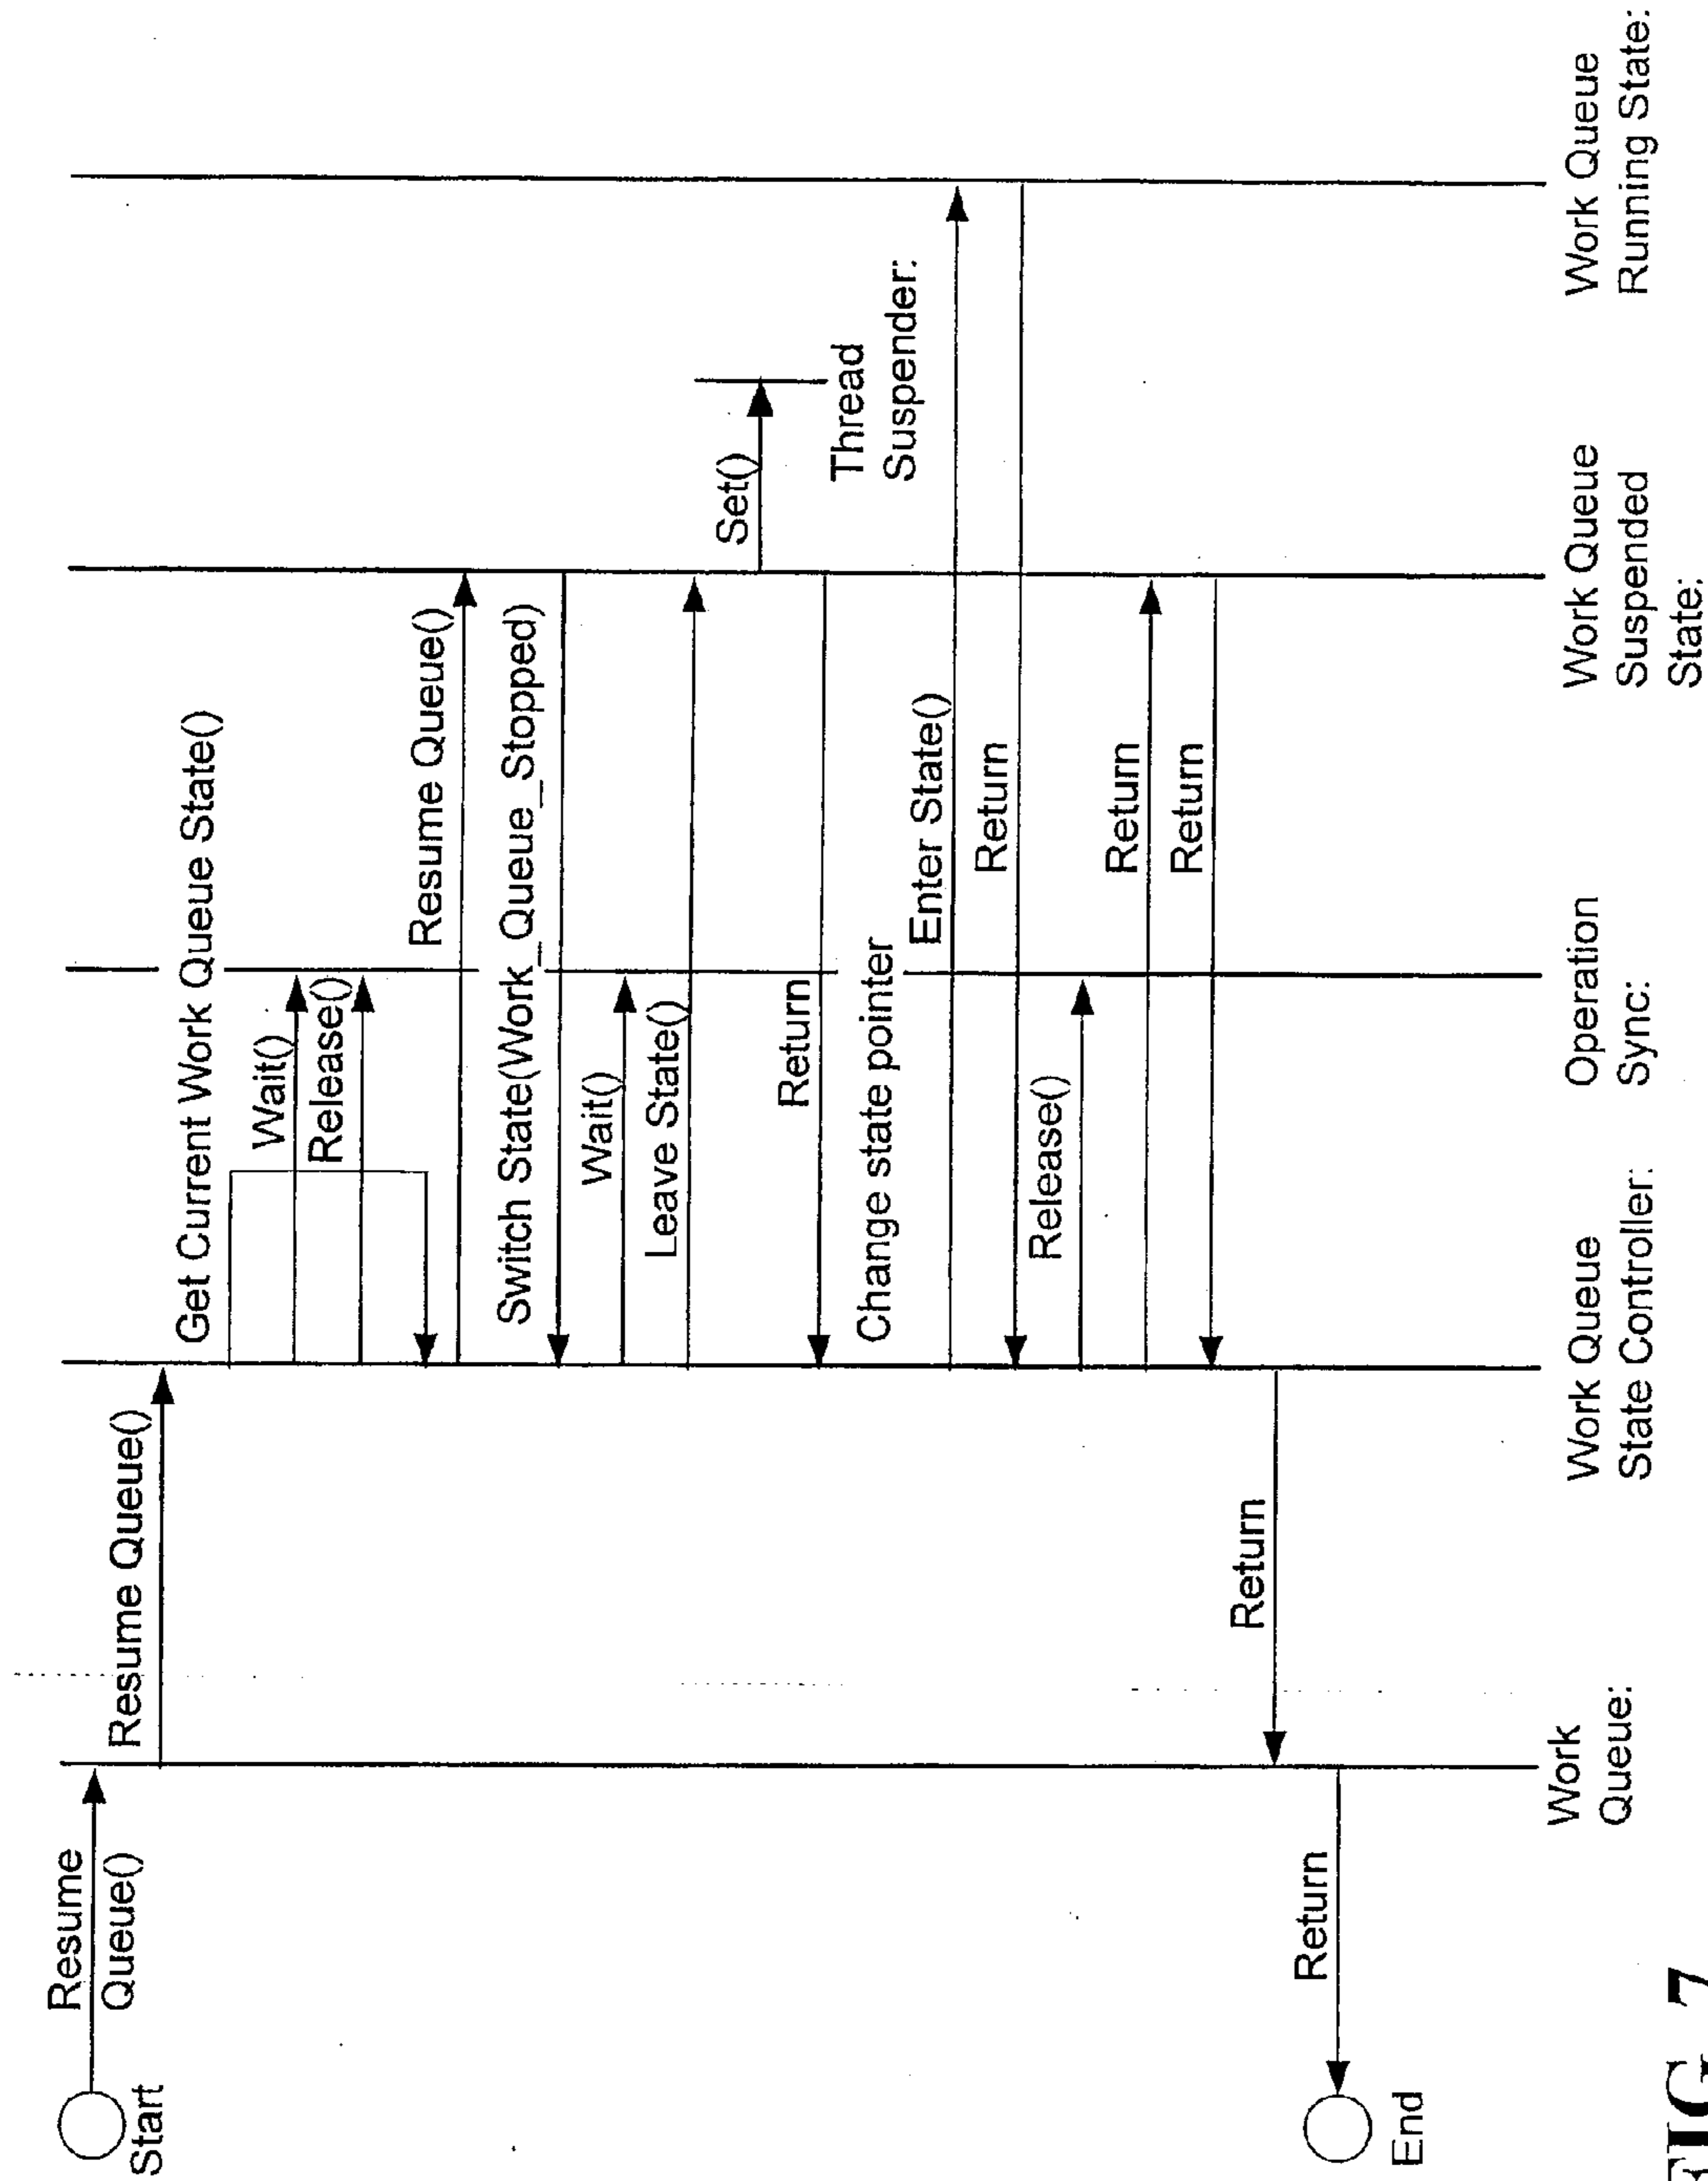 Start
Resume
Queue()
Resume Queue()
Get Current Work Queue State()
Wait()
Release()
Resume Queue()
Switch State(Work_Queue_Stopped)
Wait()
Leave State()
Set()
Thread
Suspender:
Return
Change state pointer
Enter State()
Return
Release()
Return
Return
Return
Return
End
Work
Queue:
Work Queue
State Controller:
Operation
Sync:
Work Queue
Suspended
State:
Work Queue
Running State:
FIG. 7